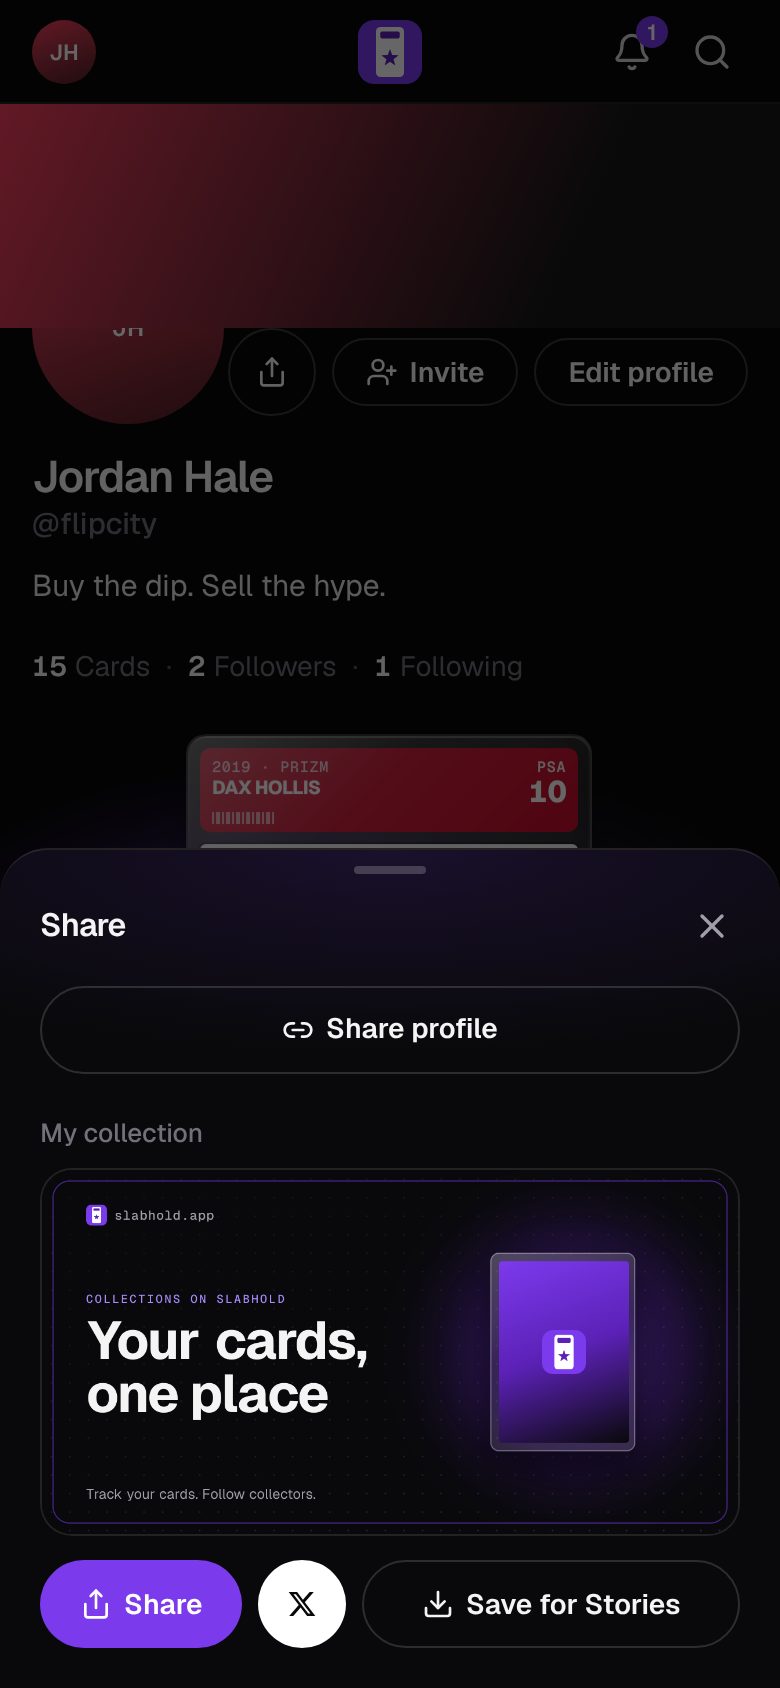 JH
1
JH
Invite
Edit profile
Jordan Hale
@flipcity
Buy the dip. Sell the hype.
15 Cards · 2 Followers · 1 Following
2019 · PRIZM
PSA
DAX HOLLIS
10
Share
Share profile
My collection
slabhold.app
COLLECTIONS ON SLABHOLD
Your cards,
one place
Track your cards. Follow collectors.
Share
Save for Stories